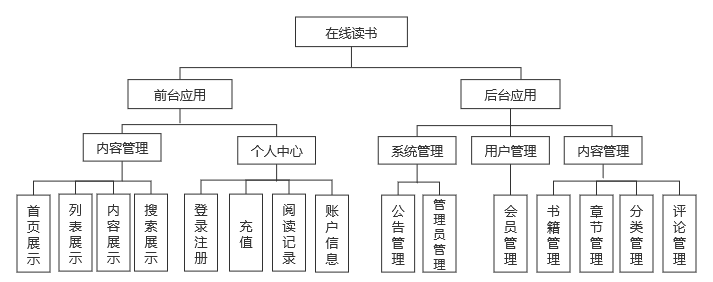 在线读书
前台应用
后台应用
内容管理
个人中心
系统管理
用户管理
内容管理
首页展示
列表展示
内容展示
搜索展示
登录注册
充值
阅读记录
账户信息
公告管理
管理员管理
会员管理
书籍管理
章节管理
分类管理
评论管理